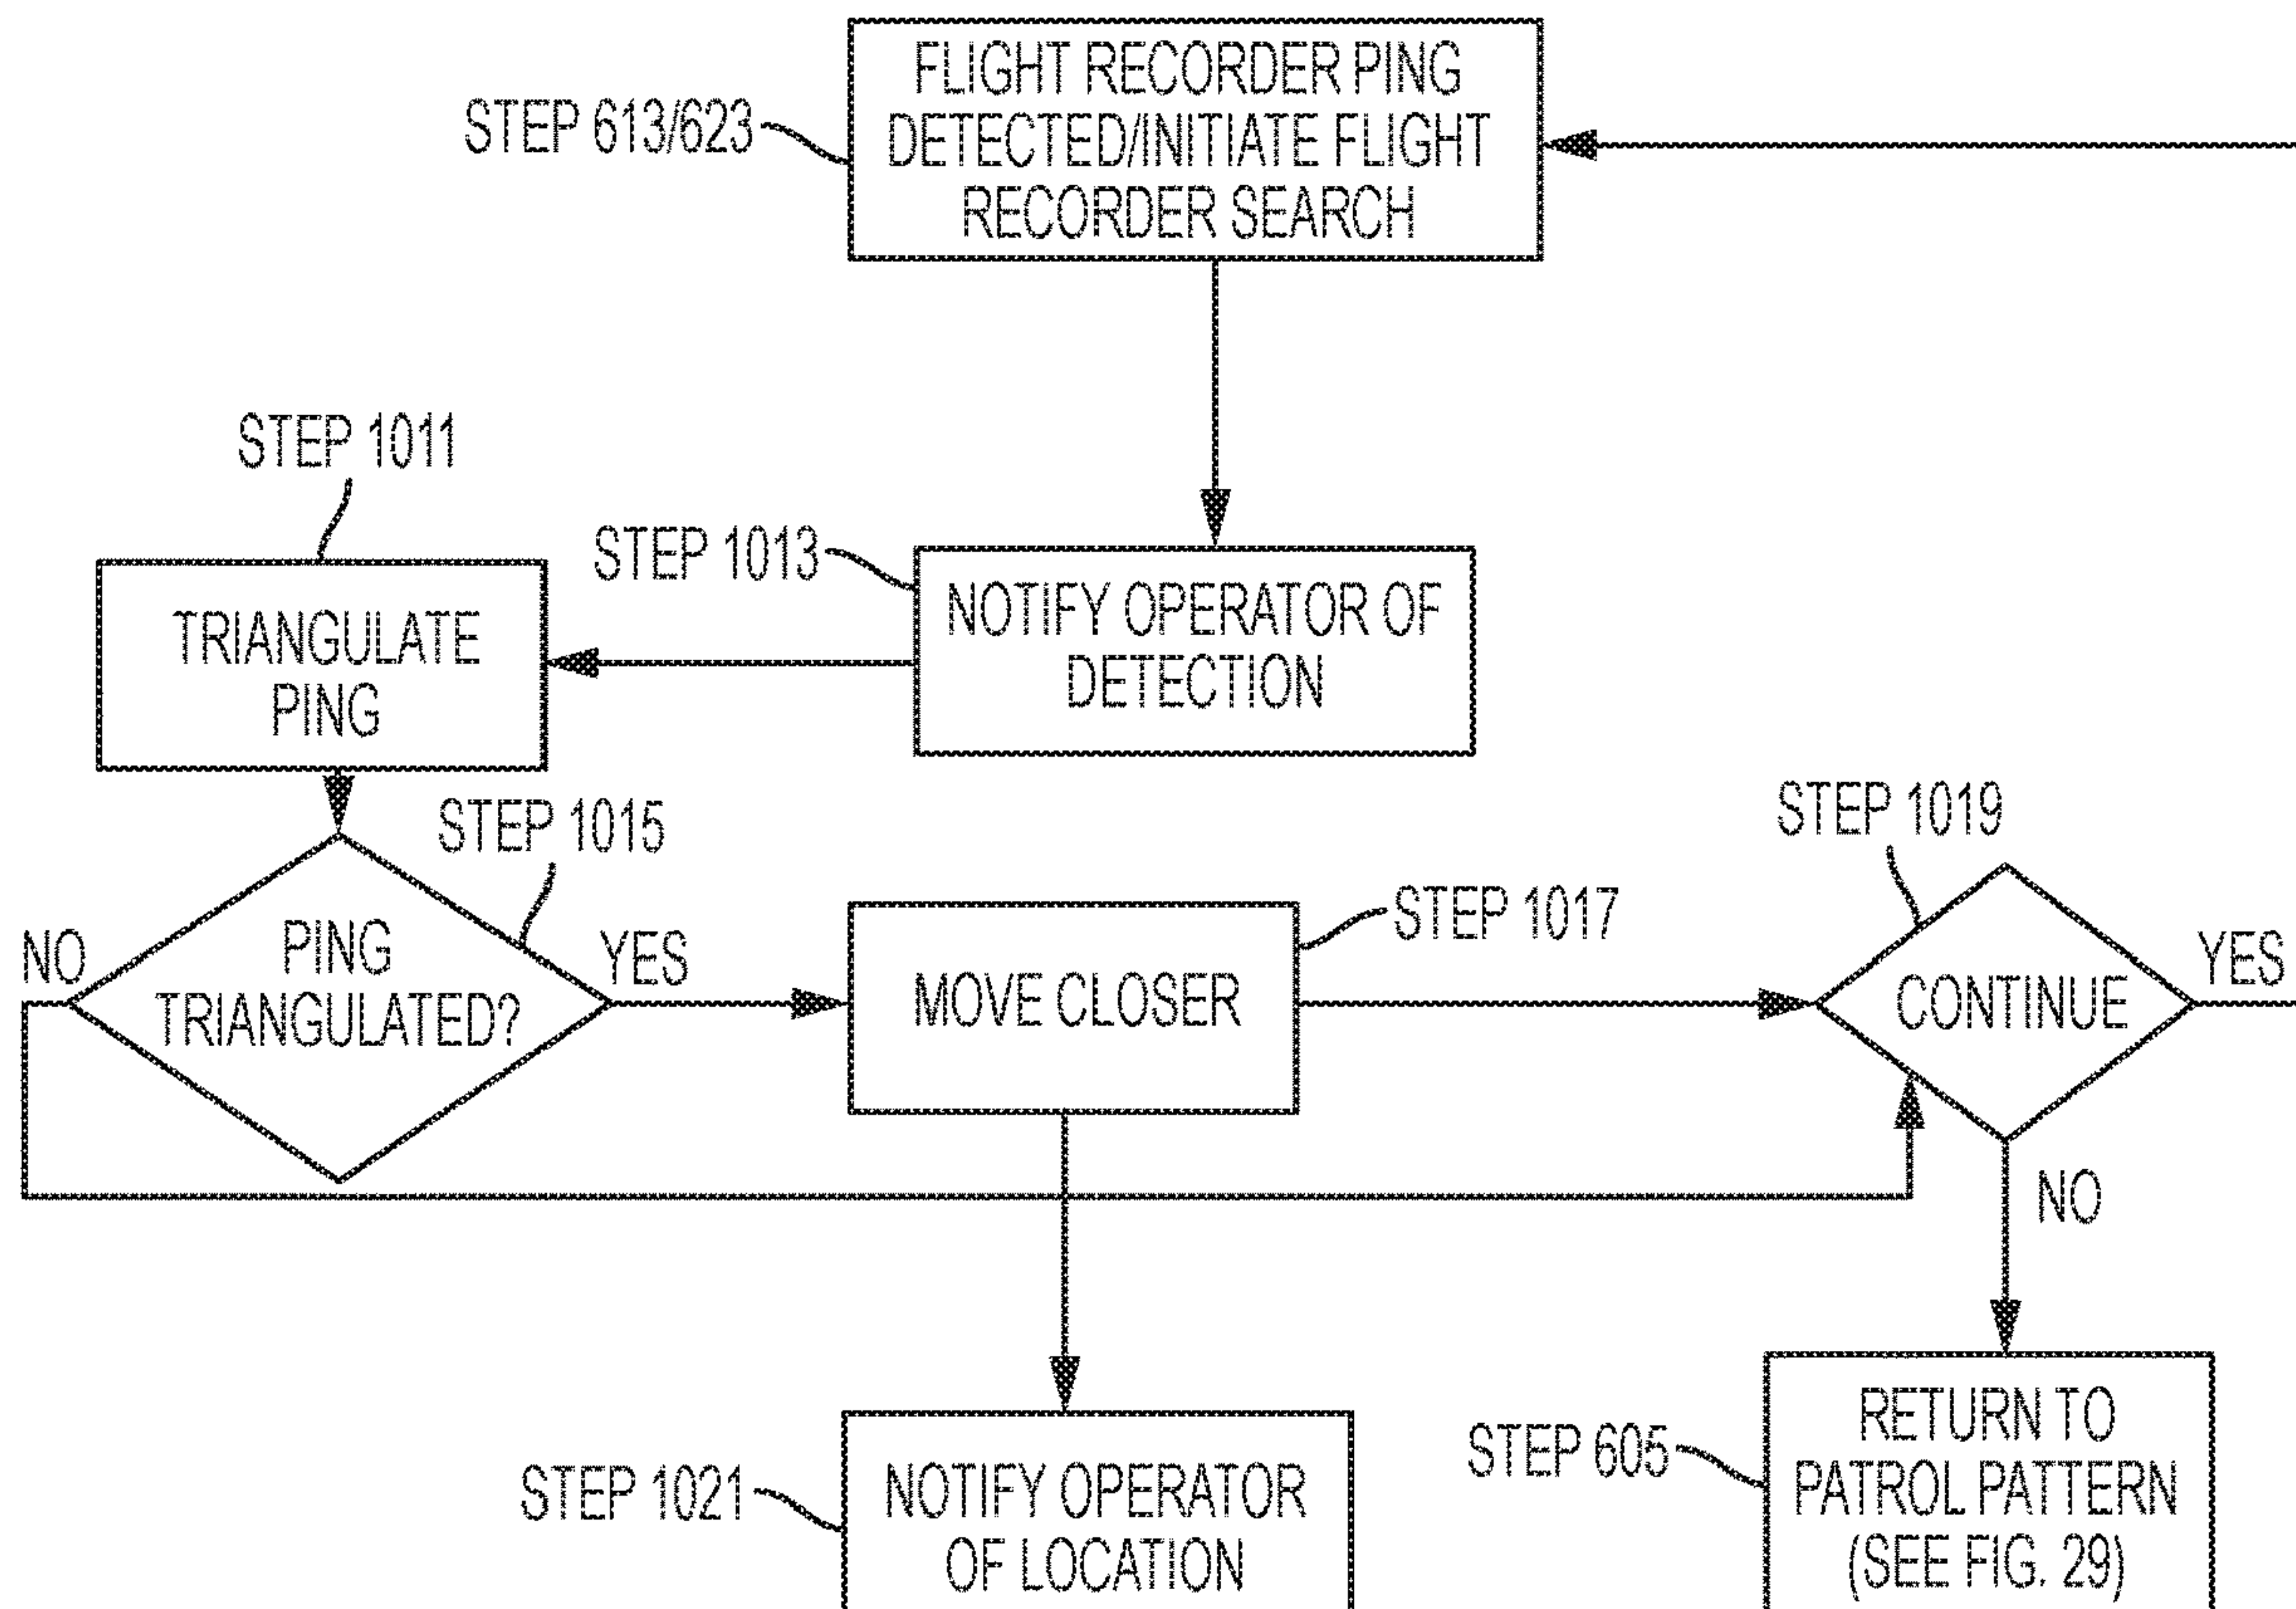 FLIGHT RECORDER PING
DETECTED/INITIATE FLIGHT
RECORDER SEARCH
STEP 613/623
STEP 1011
STEP 1013
TRIANGULATE
PING
NOTIFY OPERATOR OF
DETECTION
STEP 1015
STEP 1019
NO
PING
TRIANGULATED?
YES
MOVE CLOSER
STEP 1017
CONTINUE
YES
NO
STEP 1021
NOTIFY OPERATOR
OF LOCATION
STEP 605
RETURN TO
PATROL PATTERN
(SEE FIG. 29)